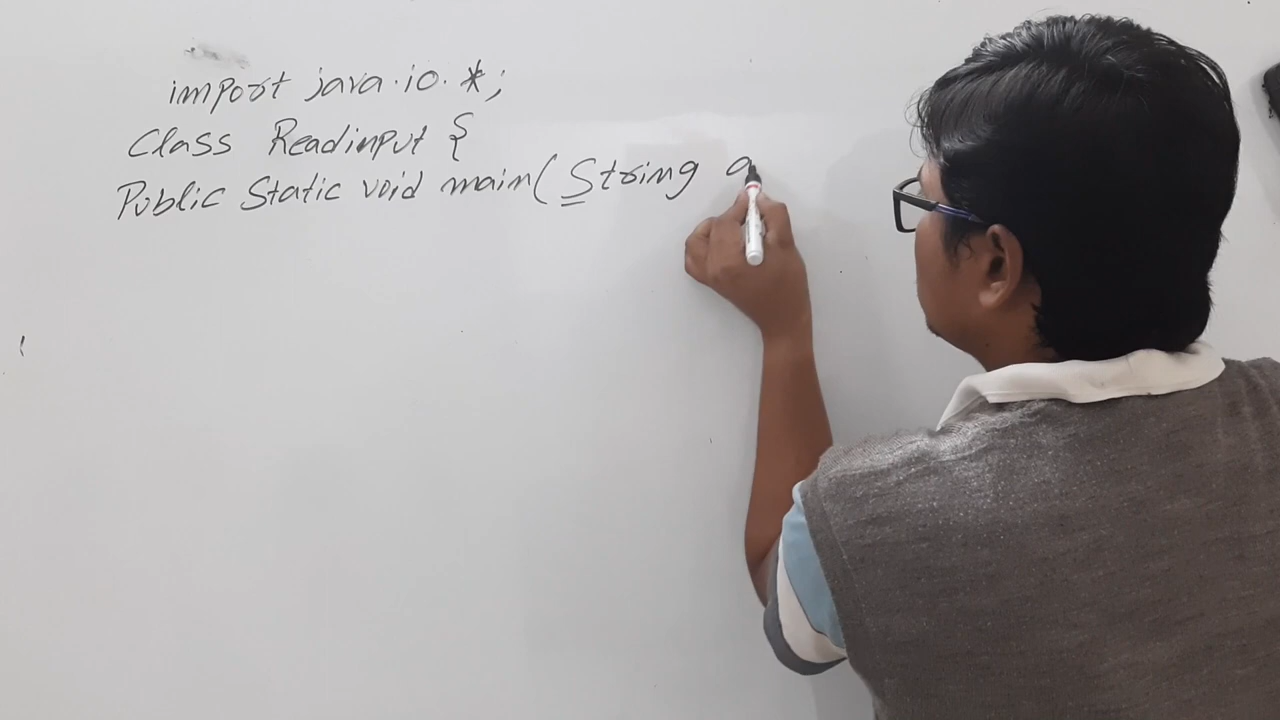 import java.io.*;
Class Readinput {
Public Static void main( String a